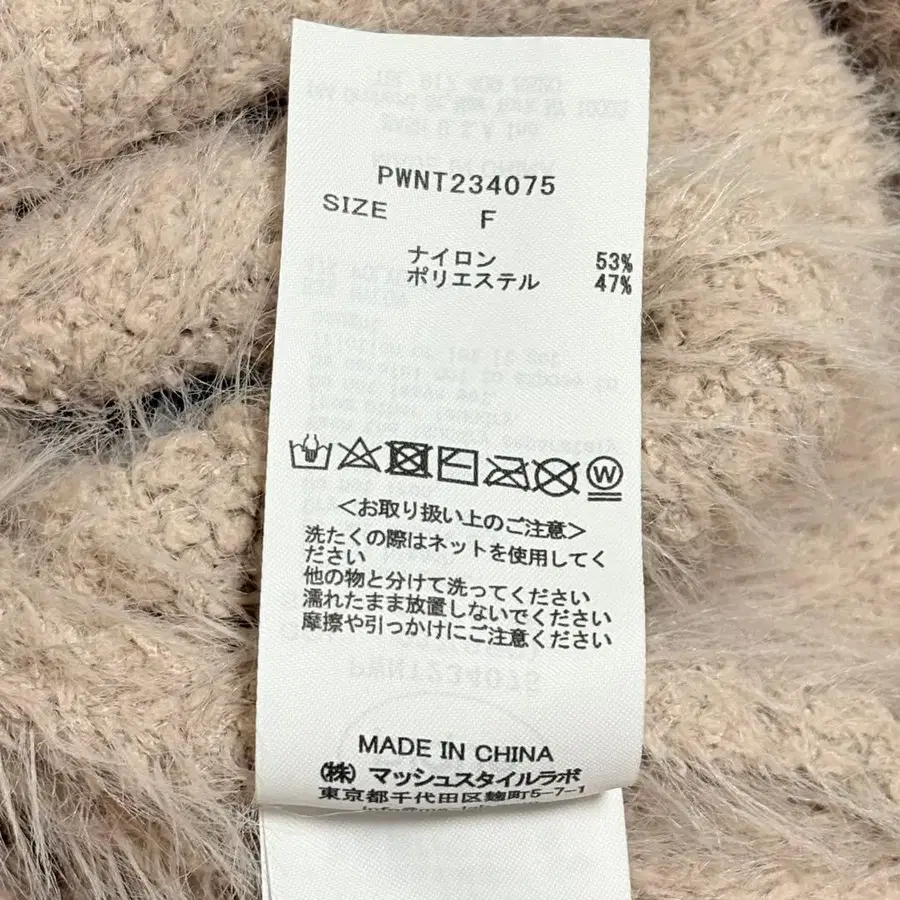 PWNT234075
SIZE F
ナイロン 53%
ポリエステル 47%
W
＜お取り扱い上のご注意＞
洗たくの際はネットを使用してく
ださい
他の物と分けて洗ってください
濡れたまま放置しないでください
摩擦や引っかけにご注意ください
MADE IN CHINA
(株) マッシュスタイルラボ
東京都千代田区麹町5-7-1